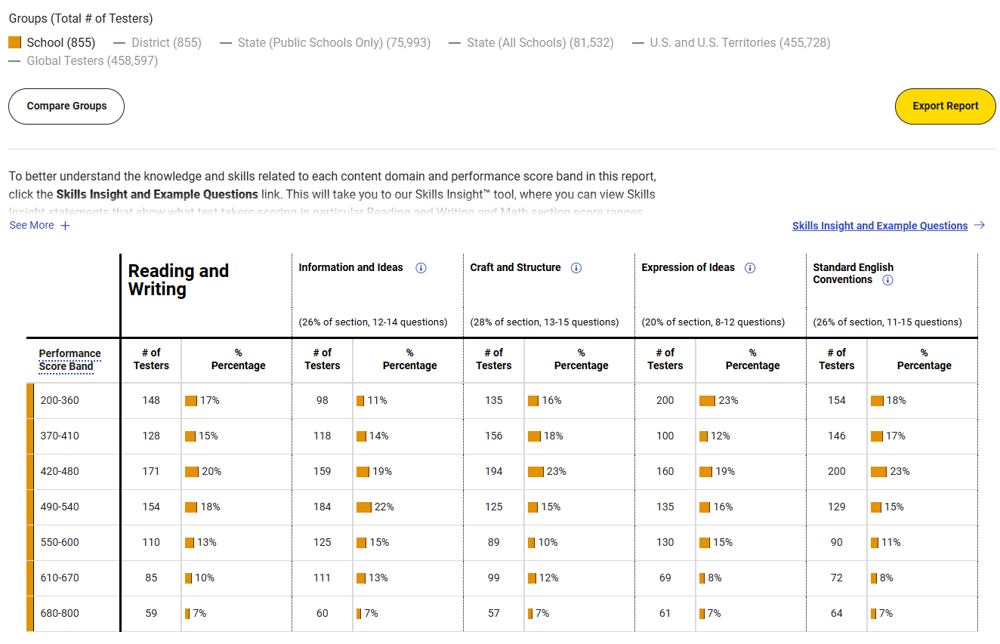 Groups (Total # of Testers)
School (855) — District (855) — State (Public Schools Only) (75,993) — State (All Schools) (81,532) — U.S. and U.S. Territories (455,728)
— Global Testers (458,597)
Compare Groups Export Report
To better understand the knowledge and skills related to each content domain and performance score band in this report,
click the Skills Insight and Example Questions link. This will take you to our Skills Insight™ tool, where you can view Skills
Insight statements that show what test takers scoring in particular Reading and Writing and Math section score ranges
See More + Skills Insight and Example Questions →
Reading and Writing Information and Ideas Craft and Structure Expression of Ideas Standard English Conventions
(26% of section, 12-14 questions) (28% of section, 13-15 questions) (20% of section, 8-12 questions) (26% of section, 11-15 questions)
Performance Score Band # of Testers % Percentage # of Testers % Percentage # of Testers % Percentage # of Testers % Percentage # of Testers % Percentage
200-360 148 17% 98 11% 135 16% 200 23% 154 18%
370-410 128 15% 118 14% 156 18% 100 12% 146 17%
420-480 171 20% 159 19% 194 23% 160 19% 200 23%
490-540 154 18% 184 22% 125 15% 135 16% 129 15%
550-600 110 13% 125 15% 89 10% 130 15% 90 11%
610-670 85 10% 111 13% 99 12% 69 8% 72 8%
680-800 59 7% 60 7% 57 7% 61 7% 64 7%